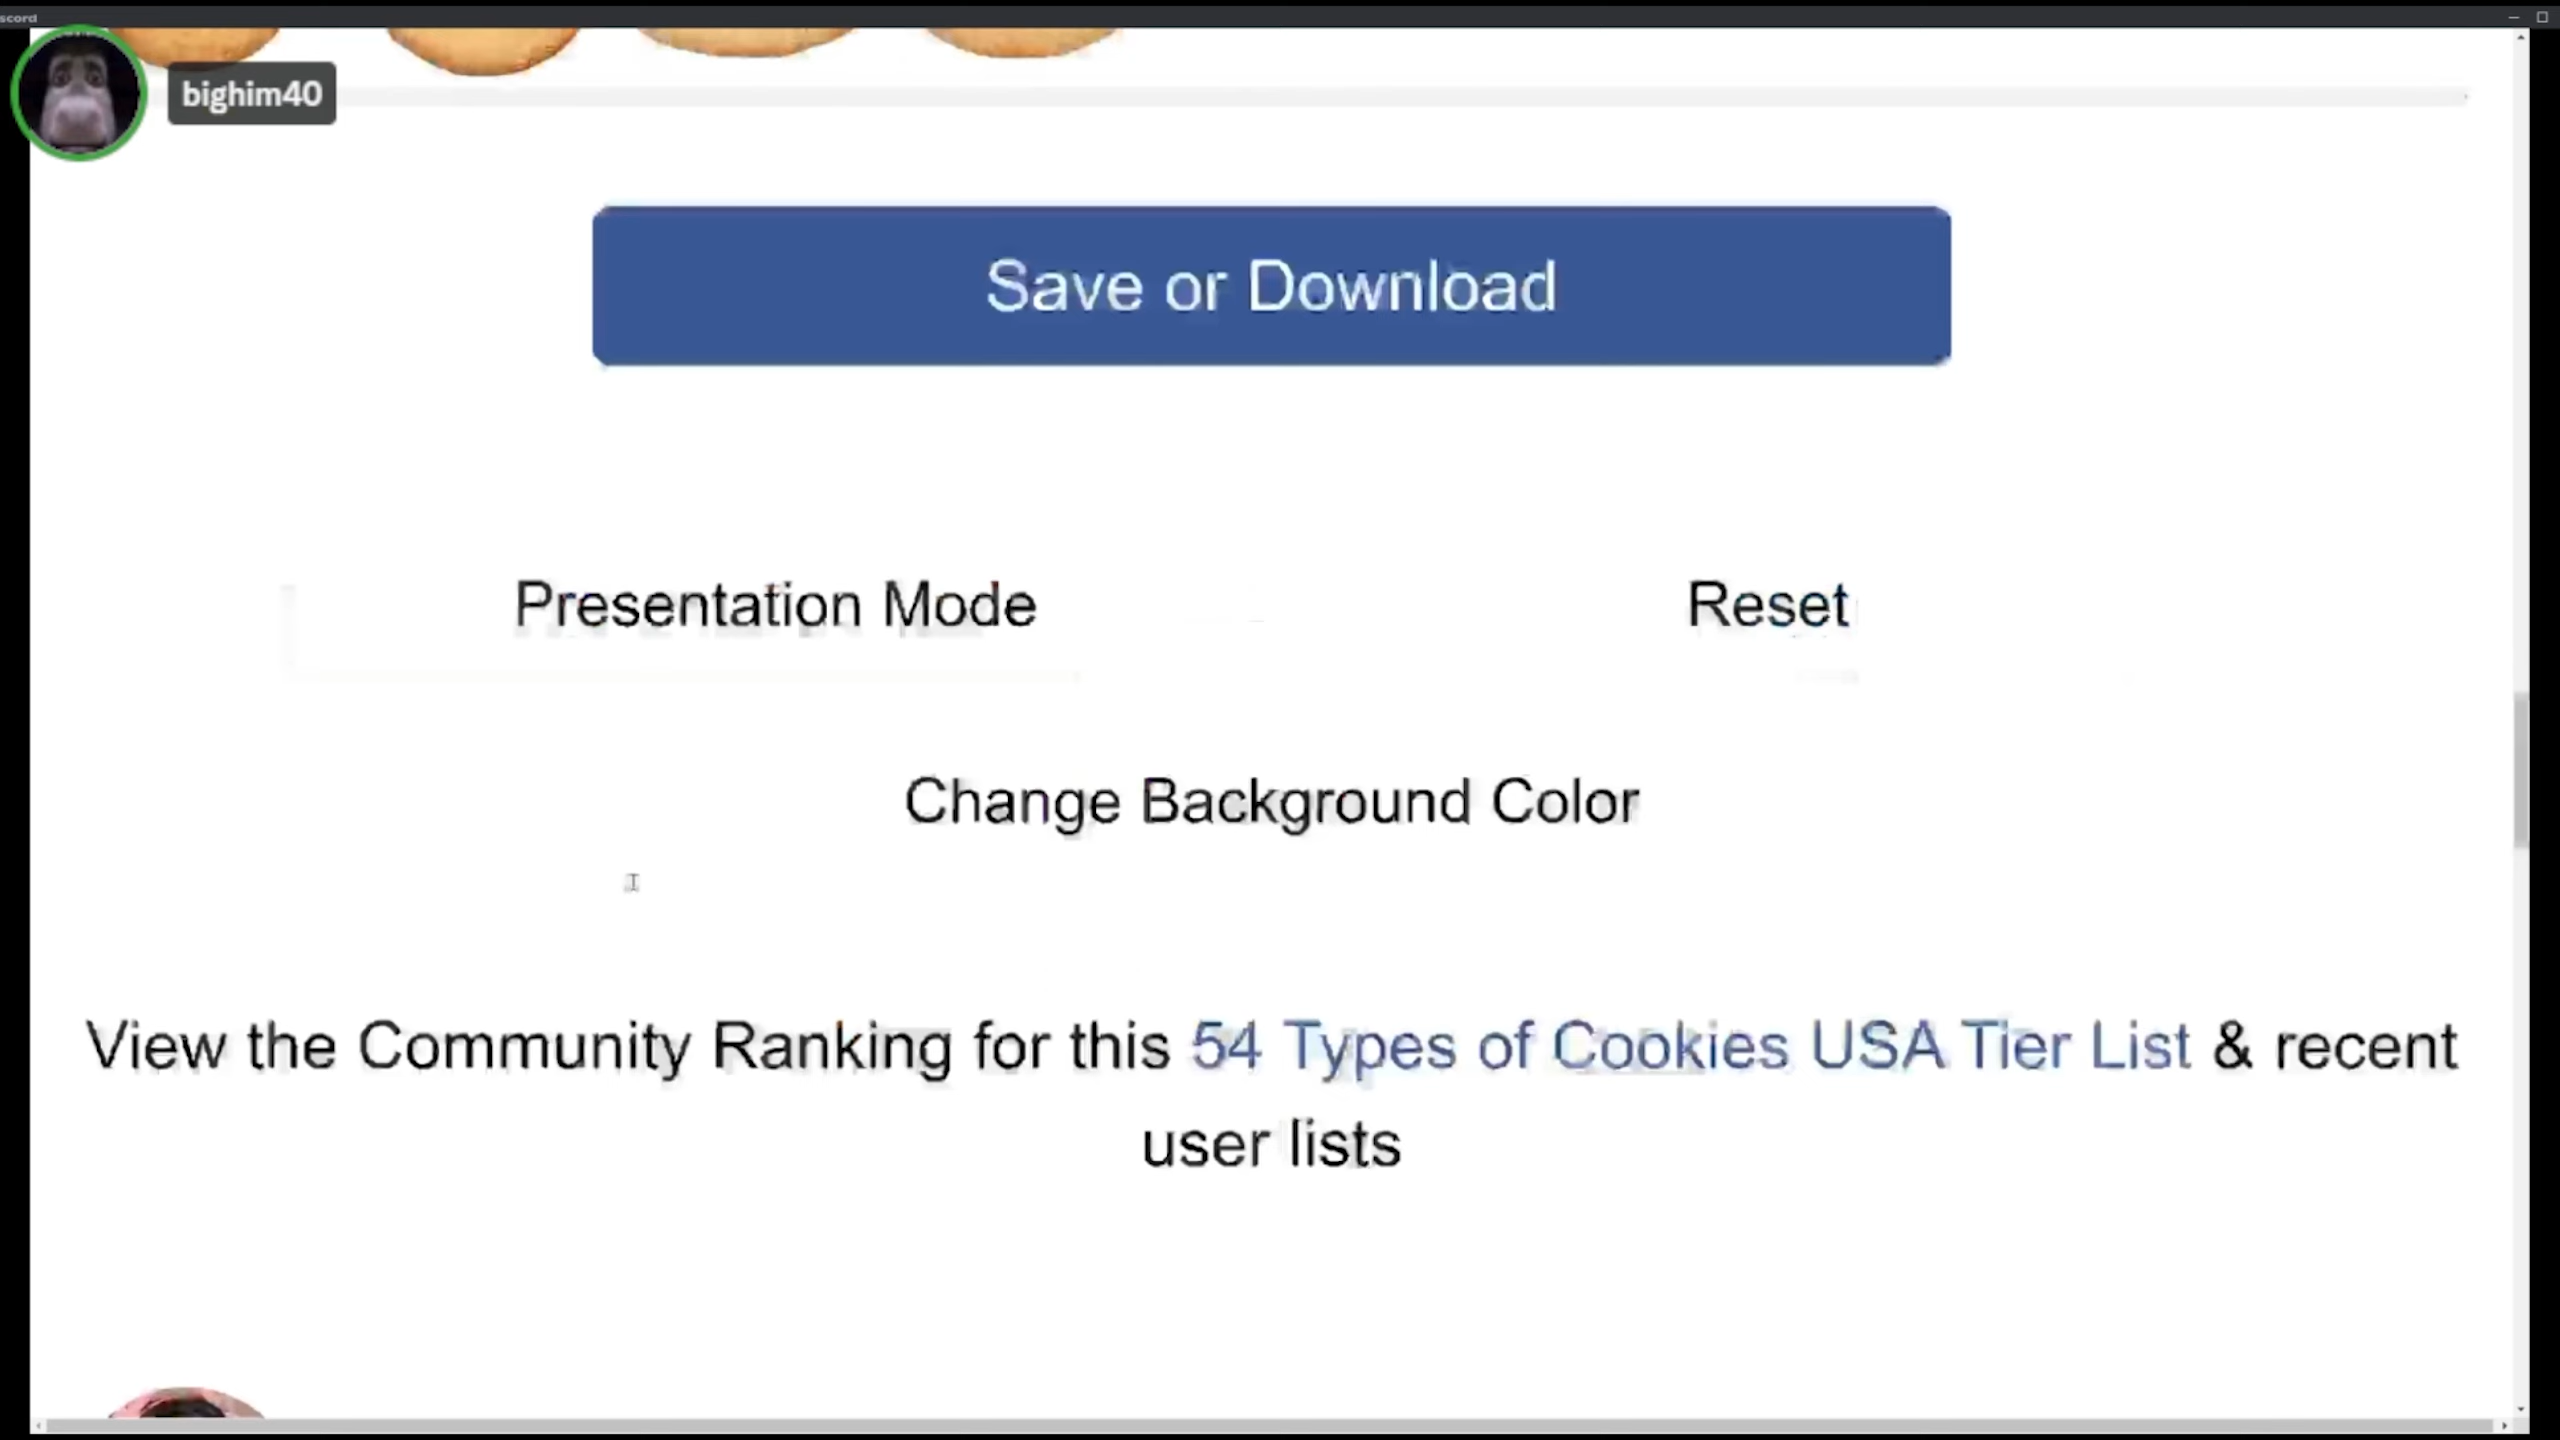 scord
bighim40
Save or Download
Presentation Mode
Reset
Change Background Color
View the Community Ranking for this 54 Types of Cookies USA Tier List & recent
user lists